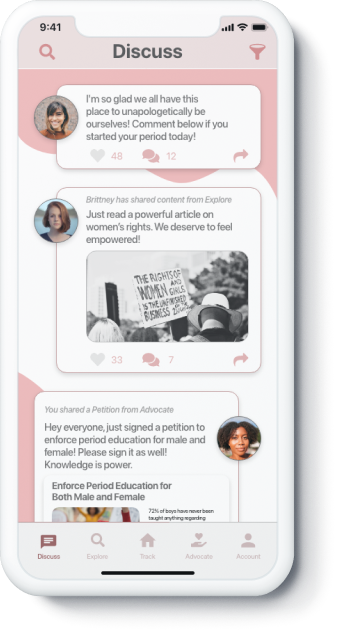 9:41
Discuss
I'm so glad we all have this
place to unapologetically be
ourselves! Comment below if you
started your period today!
48
12
Brittney has shared content from Explore
Just read a powerful article on
women's rights. We deserve to feel
empowered!
THE RIGHTS OF
WOMEN AND GIRLS
IS THE UNFINISHED
BUSINESS
33
7
You shared a Petition from Advocate
Hey everyone, just signed a petition to
enforce period education for male and
female! Please sign it as well!
Knowledge is power.
Enforce Period Education for
Both Male and Female
72% of boys have never been
taught anything regarding
Discuss
Explore
Track
Advocate
Account